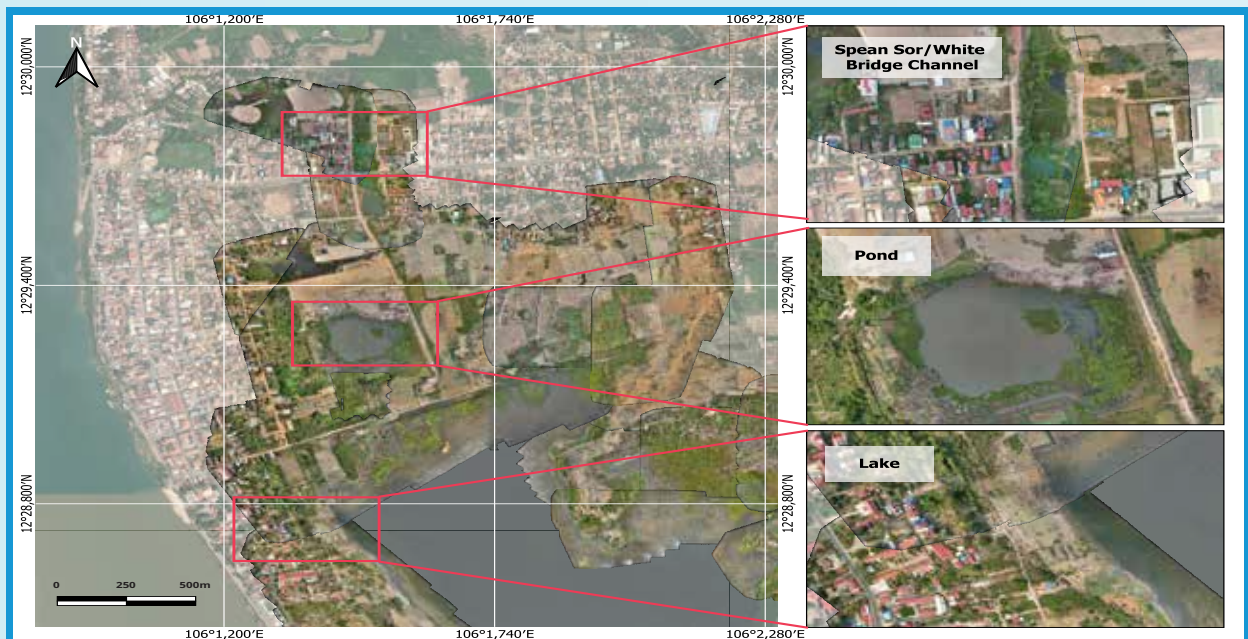 106°1,200′E
106°1,740′E
106°2,280′E
N
12°30,000′N
12°29,400′N
12°28,800′N
12°30,000′N
12°29,400′N
12°28,800′N
0 250 500m
106°1,200′E
106°1,740′E
106°2,280′E
Spean Sor/White
Bridge Channel
Pond
Lake